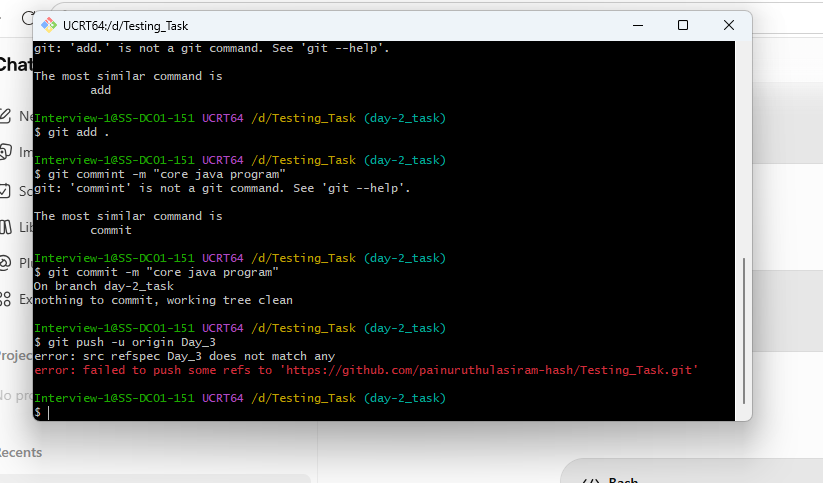 UCRT64:/d/Testing_Task
git: 'add.' is not a git command. See 'git --help'.
The most similar command is
add
Interview-1@SS-DC01-151 UCRT64 /d/Testing_Task (day-2_task)
$ git add .
Interview-1@SS-DC01-151 UCRT64 /d/Testing_Task (day-2_task)
$ git commint -m "core java program"
git: 'commint' is not a git command. See 'git --help'.
The most similar command is
commit
Interview-1@SS-DC01-151 UCRT64 /d/Testing_Task (day-2_task)
$ git commit -m "core java program"
On branch day-2_task
nothing to commit, working tree clean
Interview-1@SS-DC01-151 UCRT64 /d/Testing_Task (day-2_task)
$ git push -u origin Day_3
error: src refspec Day_3 does not match any
error: failed to push some refs to 'https://github.com/painuruthulasiram-hash/Testing_Task.git'
Interview-1@SS-DC01-151 UCRT64 /d/Testing_Task (day-2_task)
$
Chat
Recents
Bash